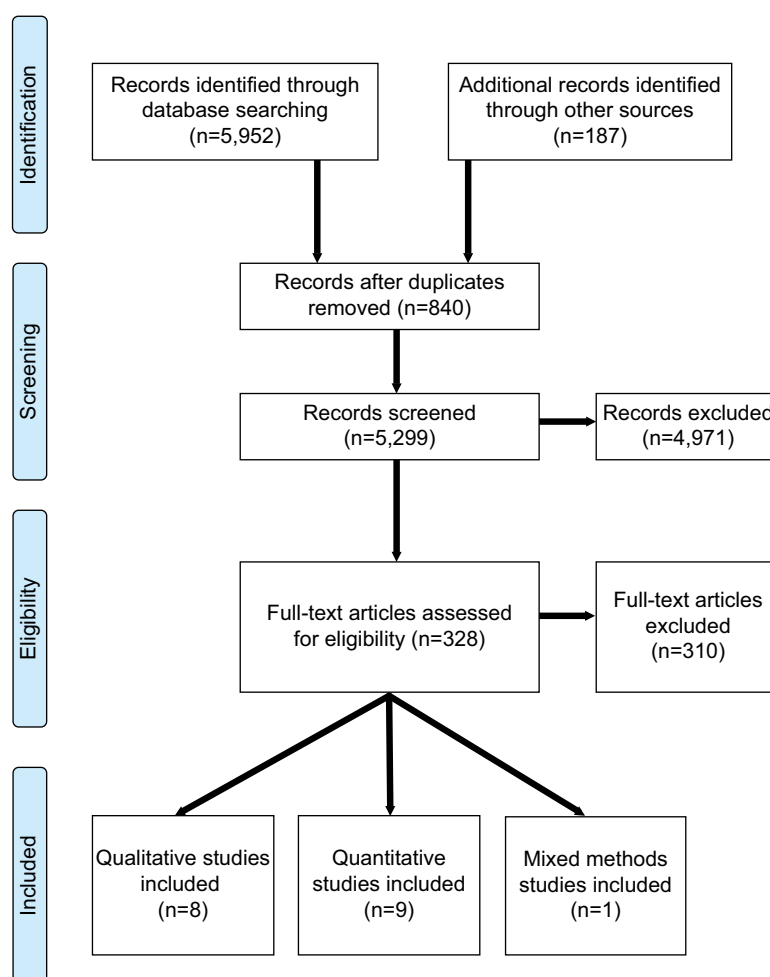 Identification
Records identified through
database searching
(n=5,952)
Additional records identified
through other sources
(n=187)
Screening
Records after duplicates
removed (n=840)
Records screened
(n=5,299)
Records excluded
(n=4,971)
Eligibility
Full-text articles assessed
for eligibility (n=328)
Full-text articles
excluded
(n=310)
Included
Qualitative studies
included
(n=8)
Quantitative
studies included
(n=9)
Mixed methods
studies included
(n=1)